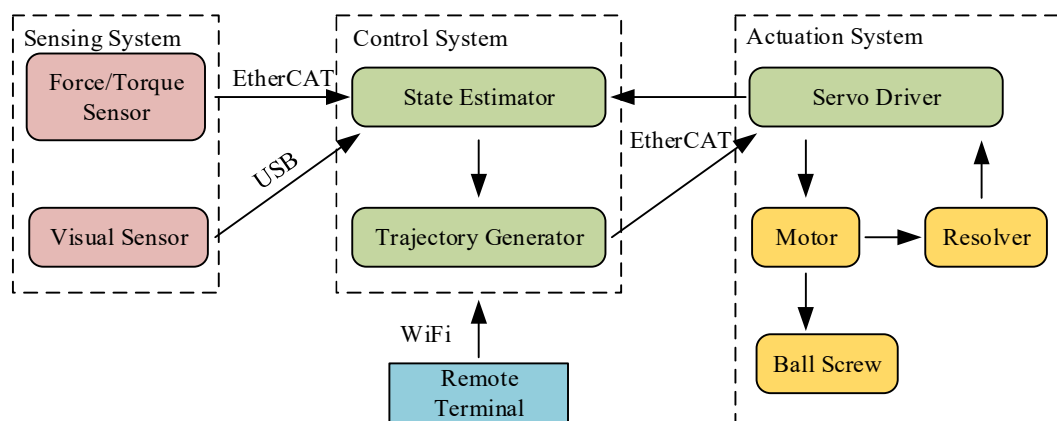 Sensing System
Force/Torque
Sensor
Visual Sensor
EtherCAT
USB
Control System
State Estimator
Trajectory Generator
WiFi
Remote
Terminal
EtherCAT
Actuation System
Servo Driver
Motor
Resolver
Ball Screw